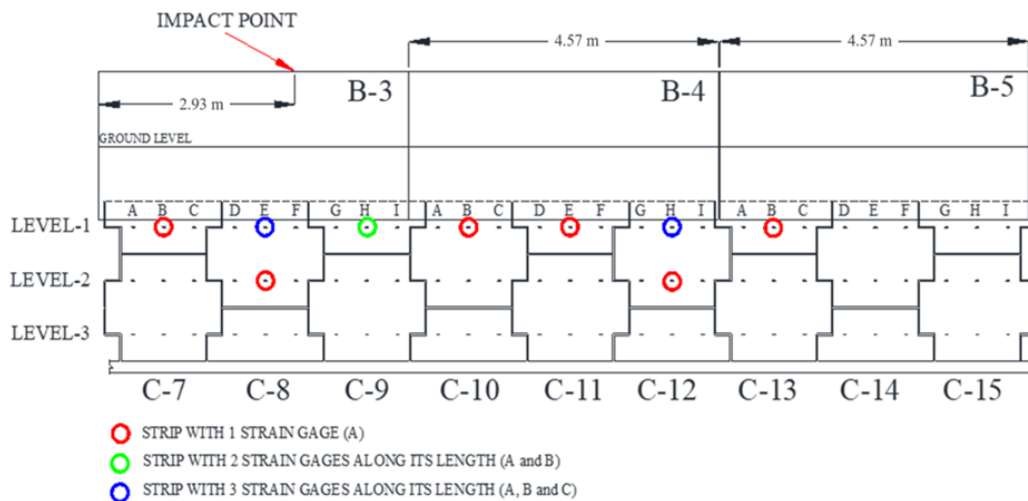 IMPACT POINT
4.57 m 4.57 m
B-3 B-4 B-5
2.93 m
GROUND LEVEL
A B C D E F G H I A B C D E F G H I A B C D E F G H I
LEVEL-1
LEVEL-2
LEVEL-3
C-7 C-8 C-9 C-10 C-11 C-12 C-13 C-14 C-15
STRIP WITH 1 STRAIN GAGE (A)
STRIP WITH 2 STRAIN GAGES ALONG ITS LENGTH (A and B)
STRIP WITH 3 STRAIN GAGES ALONG ITS LENGTH (A, B and C)